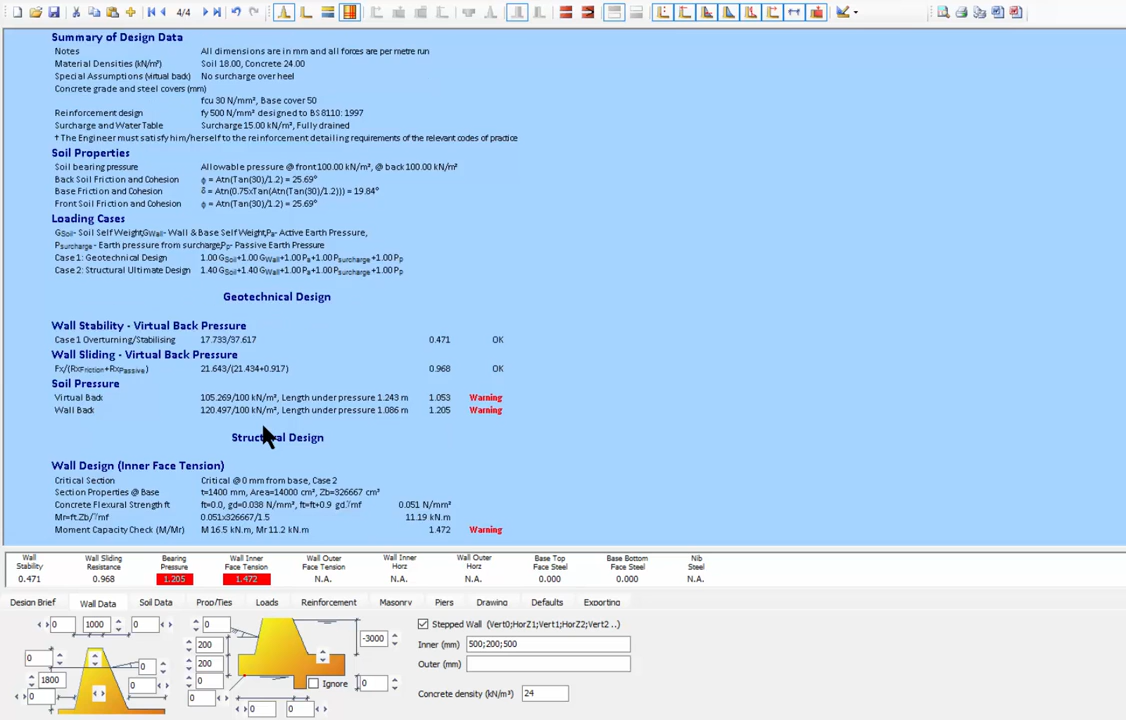 4/4
Summary of Design Data
Notes All dimensions are in mm and all forces are per metre run
Material Densities (kN/m³) Soil 18.00, Concrete 24.00
Special Assumptions (virtual back) No surcharge over heel
Concrete grade and steel covers (mm)
fcu 30 N/mm², Base cover 50
Reinforcement design fy 500 N/mm² designed to BS 8110: 1997
Surcharge and Water Table Surcharge 15.00 kN/m², Fully drained
† The Engineer must satisfy him/herself to the reinforcement detailing requirements of the relevant codes of practice
Soil Properties
Soil bearing pressure Allowable pressure @ front 100.00 kN/m², @ back 100.00 kN/m²
Back Soil Friction and Cohesion ϕ = Atn(Tan(30)/1.2) = 25.69°
Base Friction and Cohesion δ = Atn(0.75xTan(Atn(Tan(30)/1.2))) = 19.84°
Front Soil Friction and Cohesion ϕ = Atn(Tan(30)/1.2) = 25.69°
Loading Cases
GSoil- Soil Self Weight,GWall- Wall & Base Self Weight,Pa- Active Earth Pressure,
Psurcharge- Earth pressure from surcharge,Pp- Passive Earth Pressure
Case 1: Geotechnical Design 1.00 GSoil+1.00 GWall+1.00 Pa+1.00 Psurcharge+1.00 Pp
Case 2: Structural Ultimate Design 1.40 GSoil+1.40 GWall+1.00 Pa+1.00 Psurcharge+1.00 Pp
Geotechnical Design
Wall Stability - Virtual Back Pressure
Case 1 Overturning/Stabilising 17.733/37.617 0.471 OK
Wall Sliding - Virtual Back Pressure
Fx/(RxFriction+RxPassive) 21.643/(21.434+0.917) 0.968 OK
Soil Pressure
Virtual Back 105.269/100 kN/m², Length under pressure 1.243 m 1.053 Warning
Wall Back 120.497/100 kN/m², Length under pressure 1.086 m 1.205 Warning
Structural Design
Wall Design (Inner Face Tension)
Critical Section Critical @ 0 mm from base, Case 2
Section Properties @ Base t=1400 mm, Area=14000 cm², Zb=326667 cm³
Concrete Flexural Strength ft ft=0.0, gd=0.038 N/mm², ft=ft+0.9 gd.γmf 0.051 N/mm²
Mr=ft.Zb/γmf 0.051x326667/1.5 11.19 kN.m
Moment Capacity Check (M/Mr) M 16.5 kN.m, Mr 11.2 kN.m 1.472 Warning
Wall Stability Wall Sliding Resistance Bearing Pressure Wall Inner Face Tension Wall Outer Face Tension Wall Inner Horz Wall Outer Horz Base Top Face Steel Base Bottom Face Steel Nib Steel
0.471 0.968 1.205 1.472 N.A. N.A. N.A. 0.000 0.000 N.A.
Design Brief Wall Data Soil Data Prop/Ties Loads Reinforcement Masonry Piers Drawing Defaults Exporting
0 1000 0 0 Stepped Wall (Vert0;HorZ1;Vert1;HorZ2;Vert2 ..)
200 -3000 Inner (mm) 500;200;500
0 0 200 Outer (mm)
1800 0 0 Ignore 0
0 0 Concrete density (kN/m³) 24
0 0